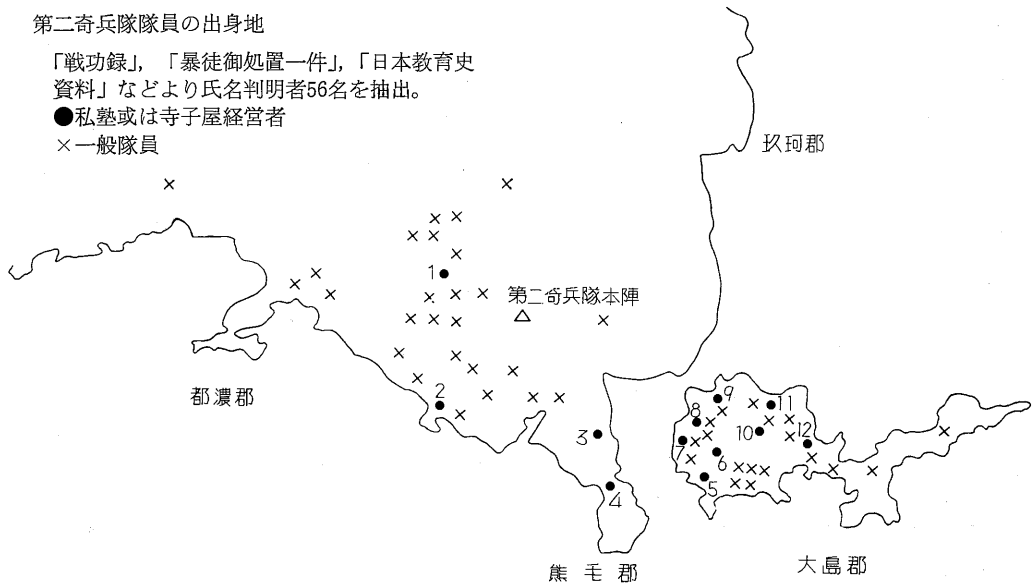 第二奇兵隊隊員の出身地
「戦功録」，「暴徒御処置一件」，「日本教育史
資料」などより氏名判明者56名を抽出。
●私塾或は寺子屋経営者
×一般隊員
玖珂郡
1
第二奇兵隊本陣
都濃郡
2
3
4
9
11
8
10
12
7
6
5
熊毛郡
大島郡